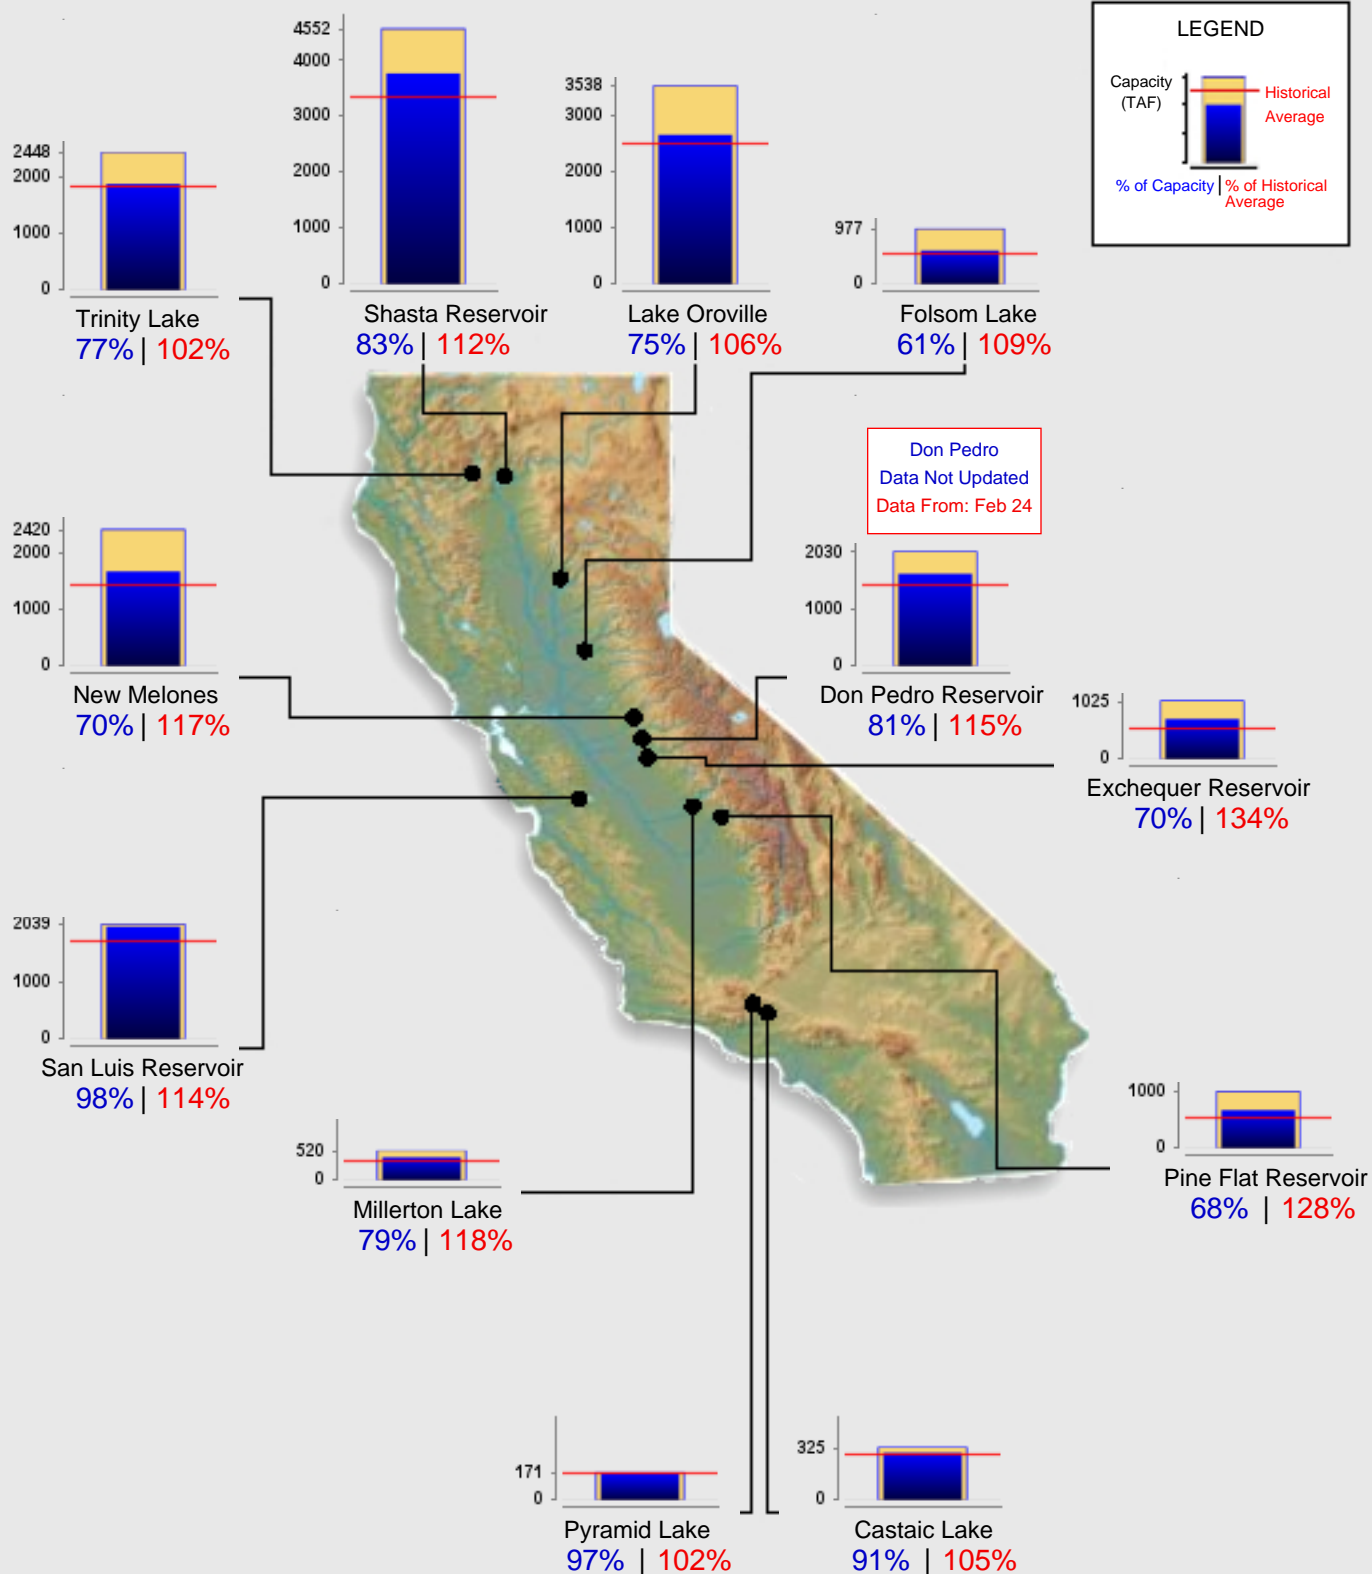 LEGEND
Capacity
(TAF)
Historical
Average
% of Capacity | % of Historical
Average
4552
4000
3000
2000
1000
0
Shasta Reservoir
83% | 112%
3538
3000
2000
1000
0
Lake Oroville
75% | 106%
2448
2000
1000
0
Trinity Lake
77% | 102%
977
0
Folsom Lake
61% | 109%
Don Pedro
Data Not Updated
Data From: Feb 24
2420
2000
1000
0
New Melones
70% | 117%
2030
1000
0
Don Pedro Reservoir
81% | 115%
1025
0
Exchequer Reservoir
70% | 134%
2039
1000
0
San Luis Reservoir
98% | 114%
520
0
Millerton Lake
79% | 118%
1000
0
Pine Flat Reservoir
68% | 128%
171
0
Pyramid Lake
97% | 102%
325
0
Castaic Lake
91% | 105%